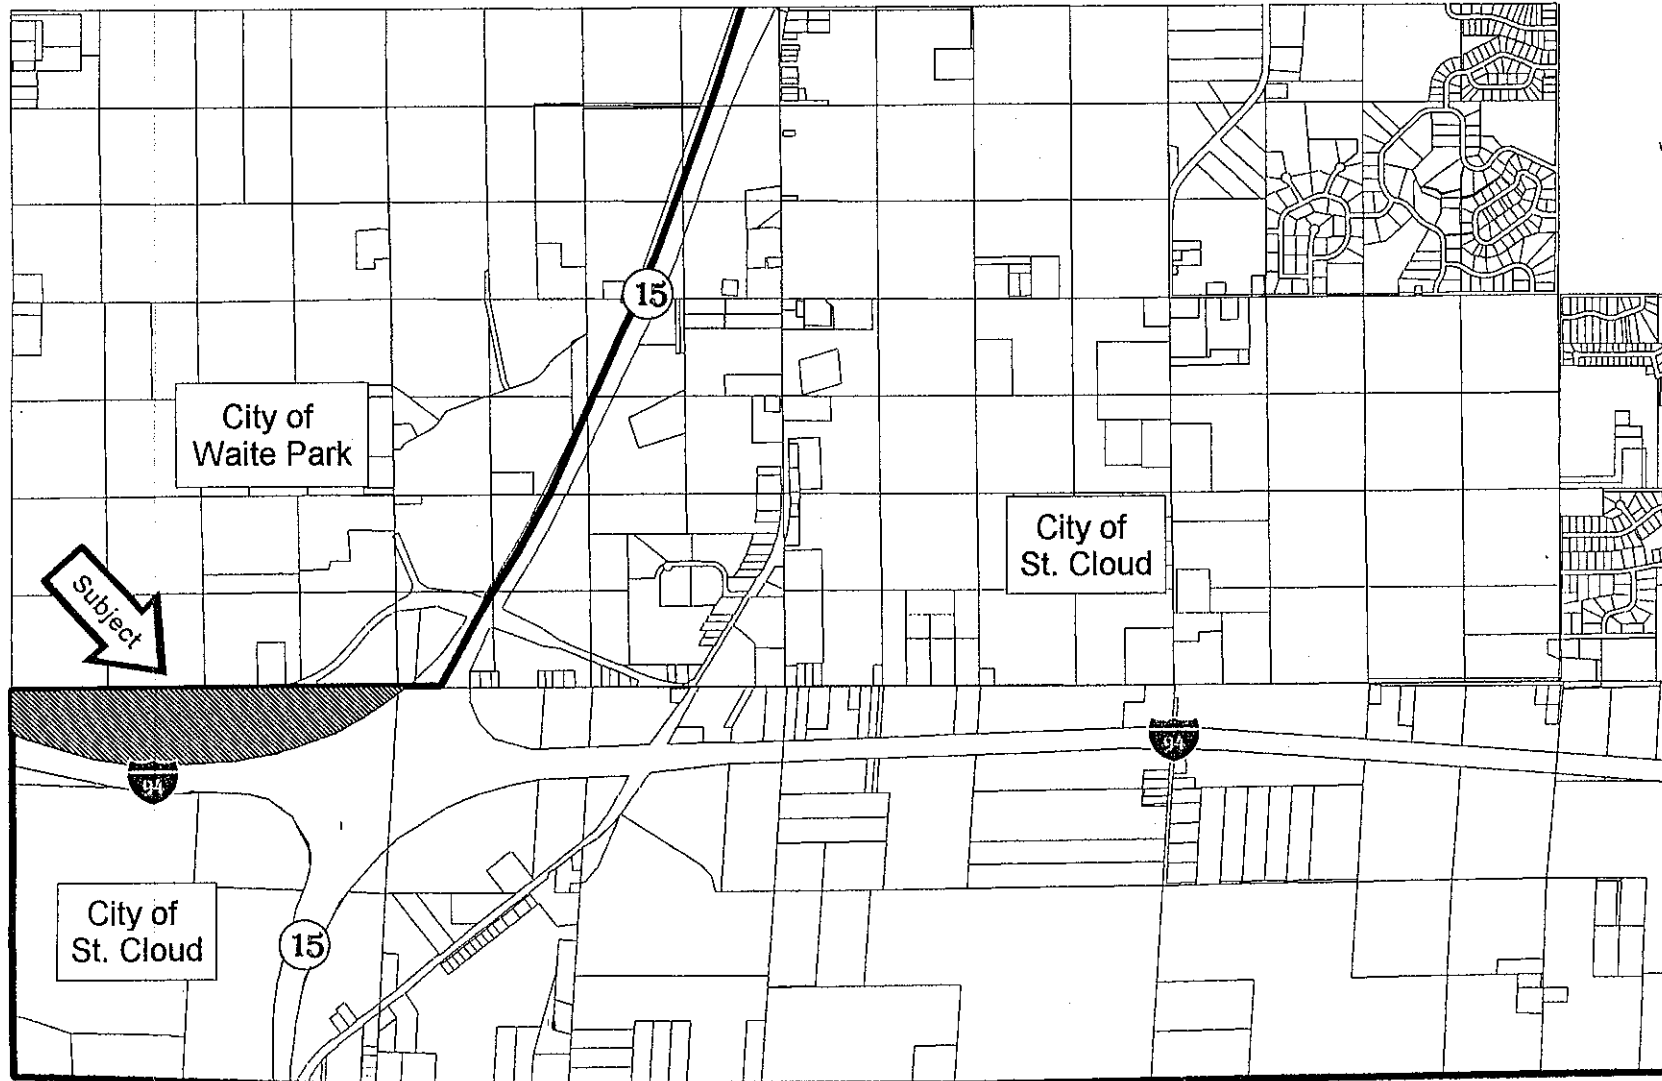 15
City of
Waite Park
City of
St. Cloud
Subject
94
94
City of
St. Cloud
15